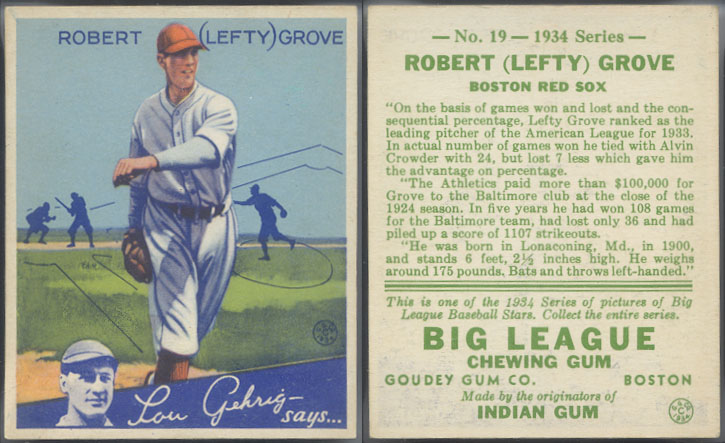 ROBERT (LEFTY) GROVE
Lou Gehrig-
says...
— No. 19 — 1934 Series —
ROBERT (LEFTY) GROVE
BOSTON RED SOX
"On the basis of games won and lost and the con-
sequential percentage, Lefty Grove ranked as the
leading pitcher of the American League for 1933.
In actual number of games won he tied with Alvin
Crowder with 24, but lost 7 less which gave him
the advantage on percentage.
"The Athletics paid more than $100,000 for
Grove to the Baltimore club at the close of the
1924 season. In five years he had won 108 games
for the Baltimore team, had lost only 36 and had
piled up a score of 1107 strikeouts.
"He was born in Lonaconing, Md., in 1900,
and stands 6 feet, 2½ inches high. He weighs
around 175 pounds. Bats and throws left-handed."
This is one of the 1934 Series of pictures of Big
League Baseball Stars. Collect the entire series.
BIG LEAGUE
CHEWING GUM
GOUDEY GUM CO. BOSTON
Made by the originators of
INDIAN GUM